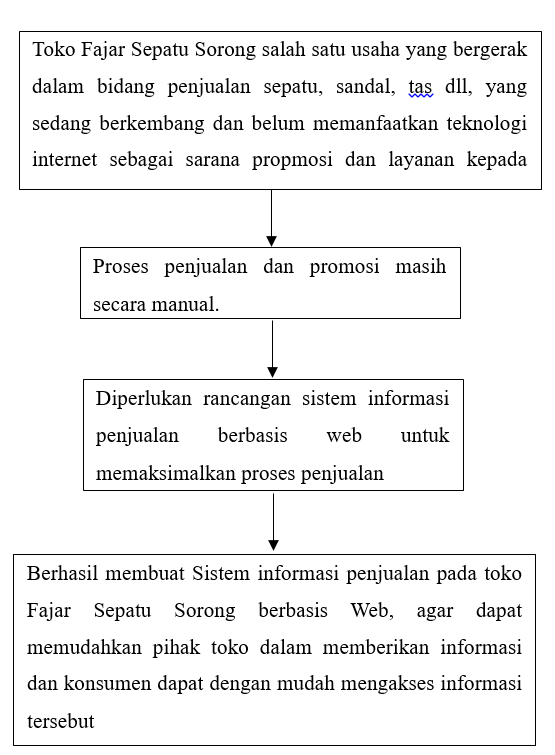 Toko Fajar Sepatu Sorong salah satu usaha yang bergerak
dalam bidang penjualan sepatu, sandal, tas dll, yang
sedang berkembang dan belum memanfaatkan teknologi
internet sebagai sarana propmosi dan layanan kepada
Proses penjualan dan promosi masih
secara manual.
Diperlukan rancangan sistem informasi
penjualan berbasis web untuk
memaksimalkan proses penjualan
Berhasil membuat Sistem informasi penjualan pada toko
Fajar Sepatu Sorong berbasis Web, agar dapat
memudahkan pihak toko dalam memberikan informasi
dan konsumen dapat dengan mudah mengakses informasi
tersebut